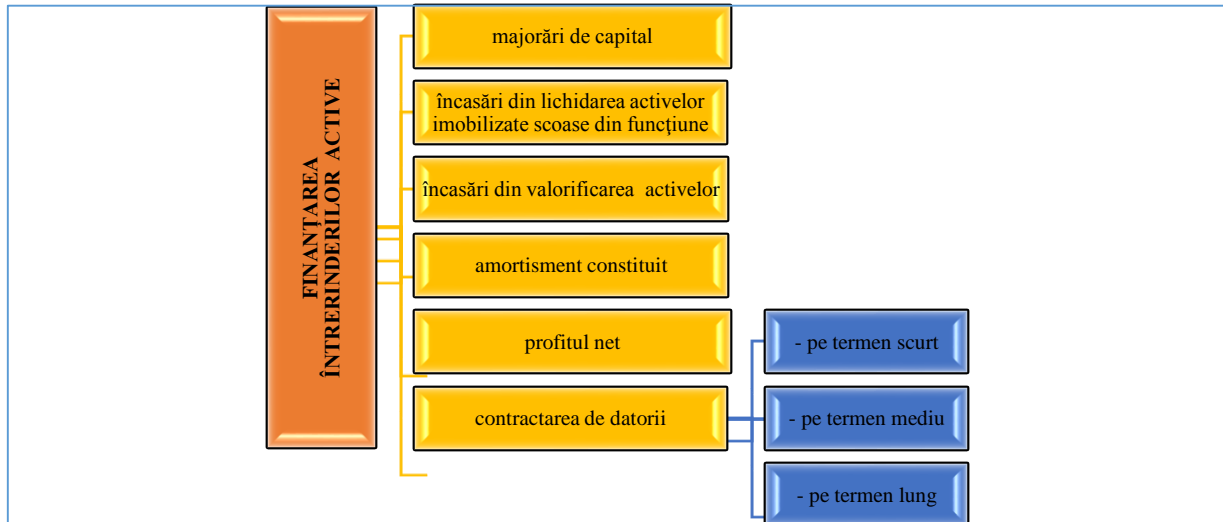 FINANȚAREA
ÎNTRERINDERILOR ACTIVE
majorări de capital
încasări din lichidarea activelor
imobilizate scoase din funcțiune
încasări din valorificarea activelor
amortisment constituit
profitul net
contractarea de datorii
- pe termen scurt
- pe termen mediu
- pe termen lung